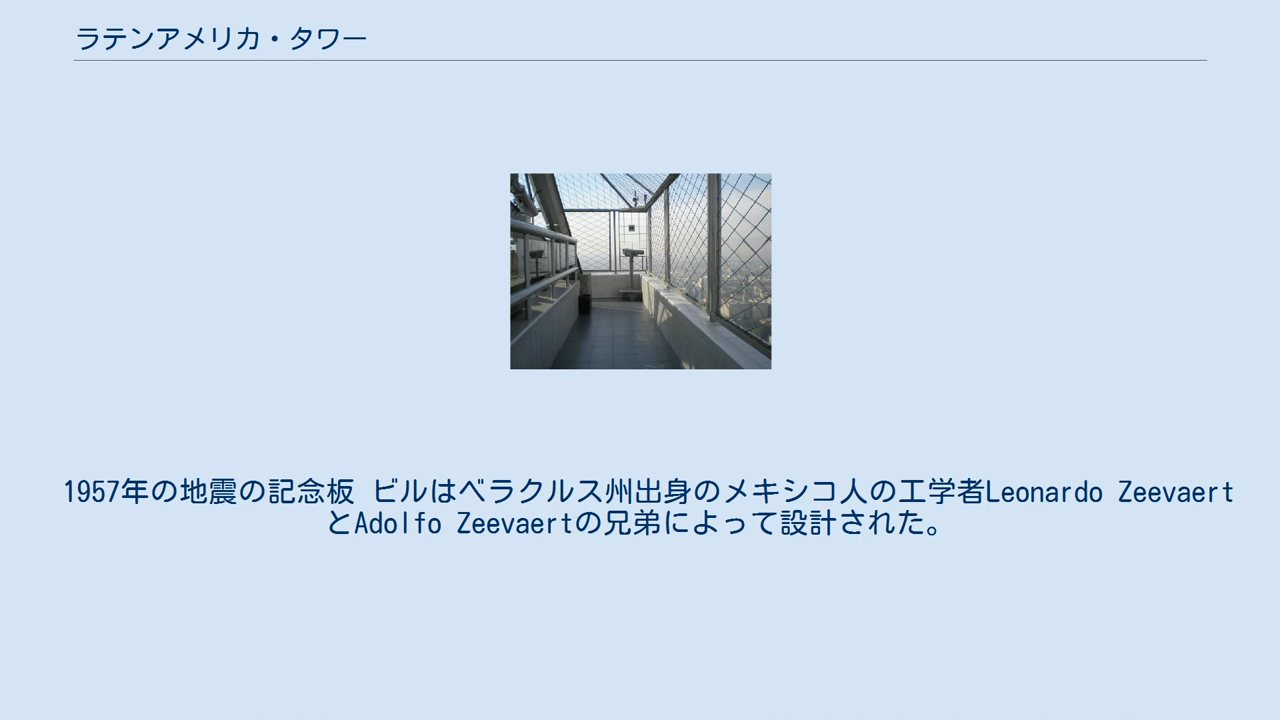 ラテンアメリカ・タワー
1957年の地震の記念板 ビルはベラクルス州出身のメキシコ人の工学者Leonardo Zeevaert
とAdolfo Zeevaertの兄弟によって設計された。